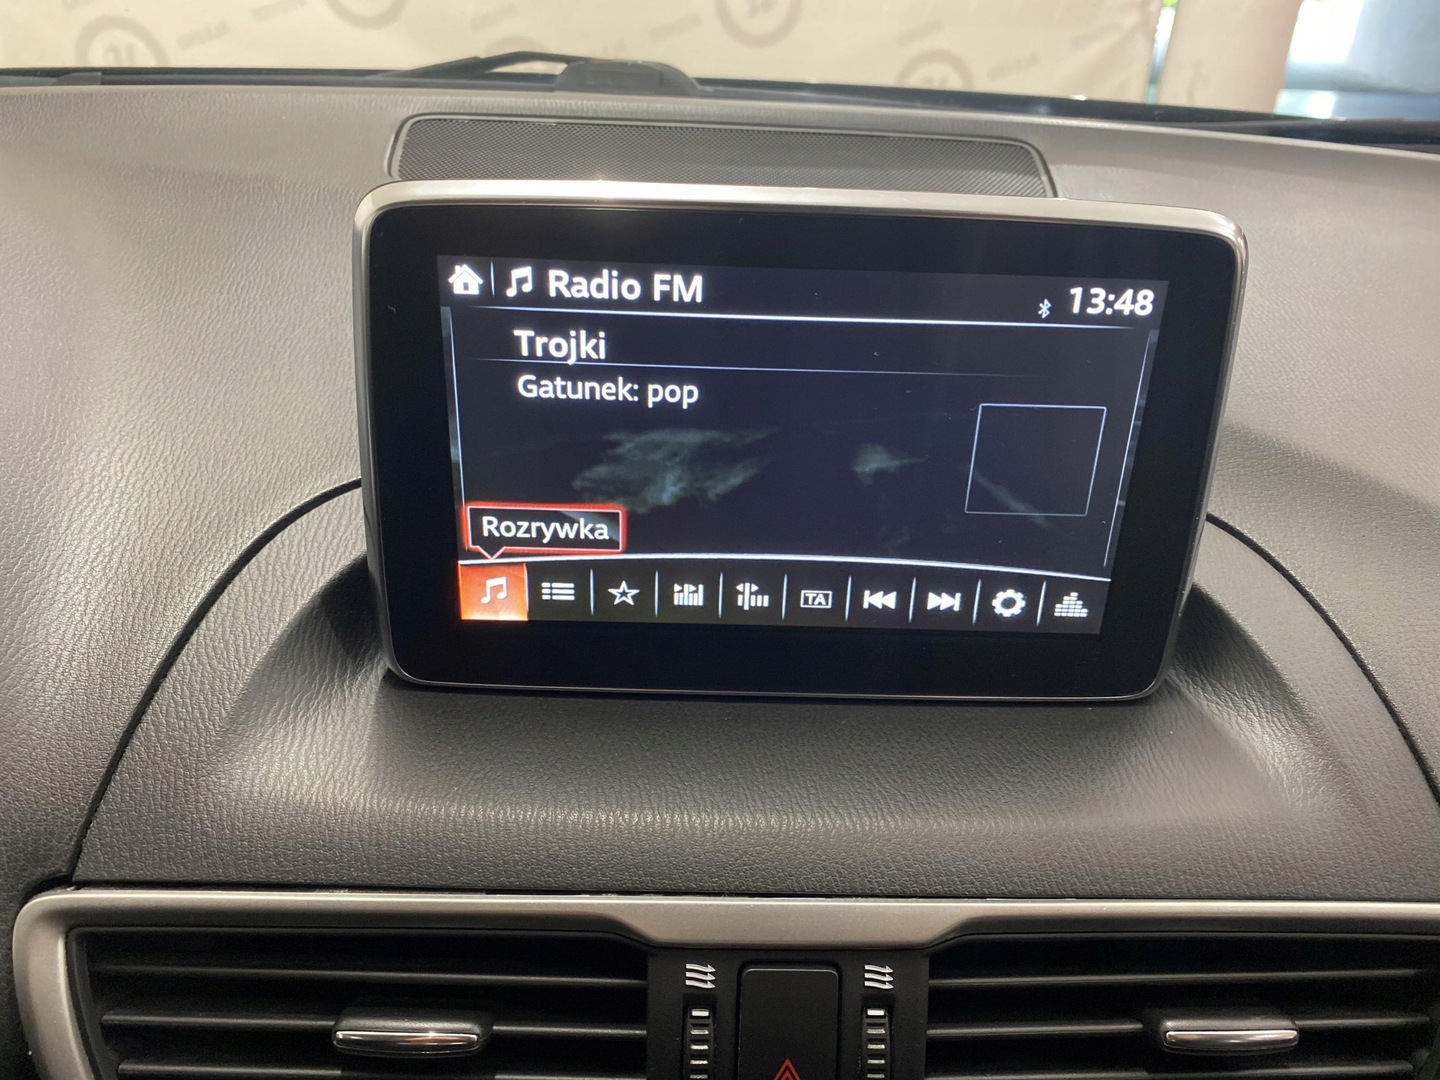 Radio FM
13:48
Trojki
Gatunek: pop
Rozrywka
TA